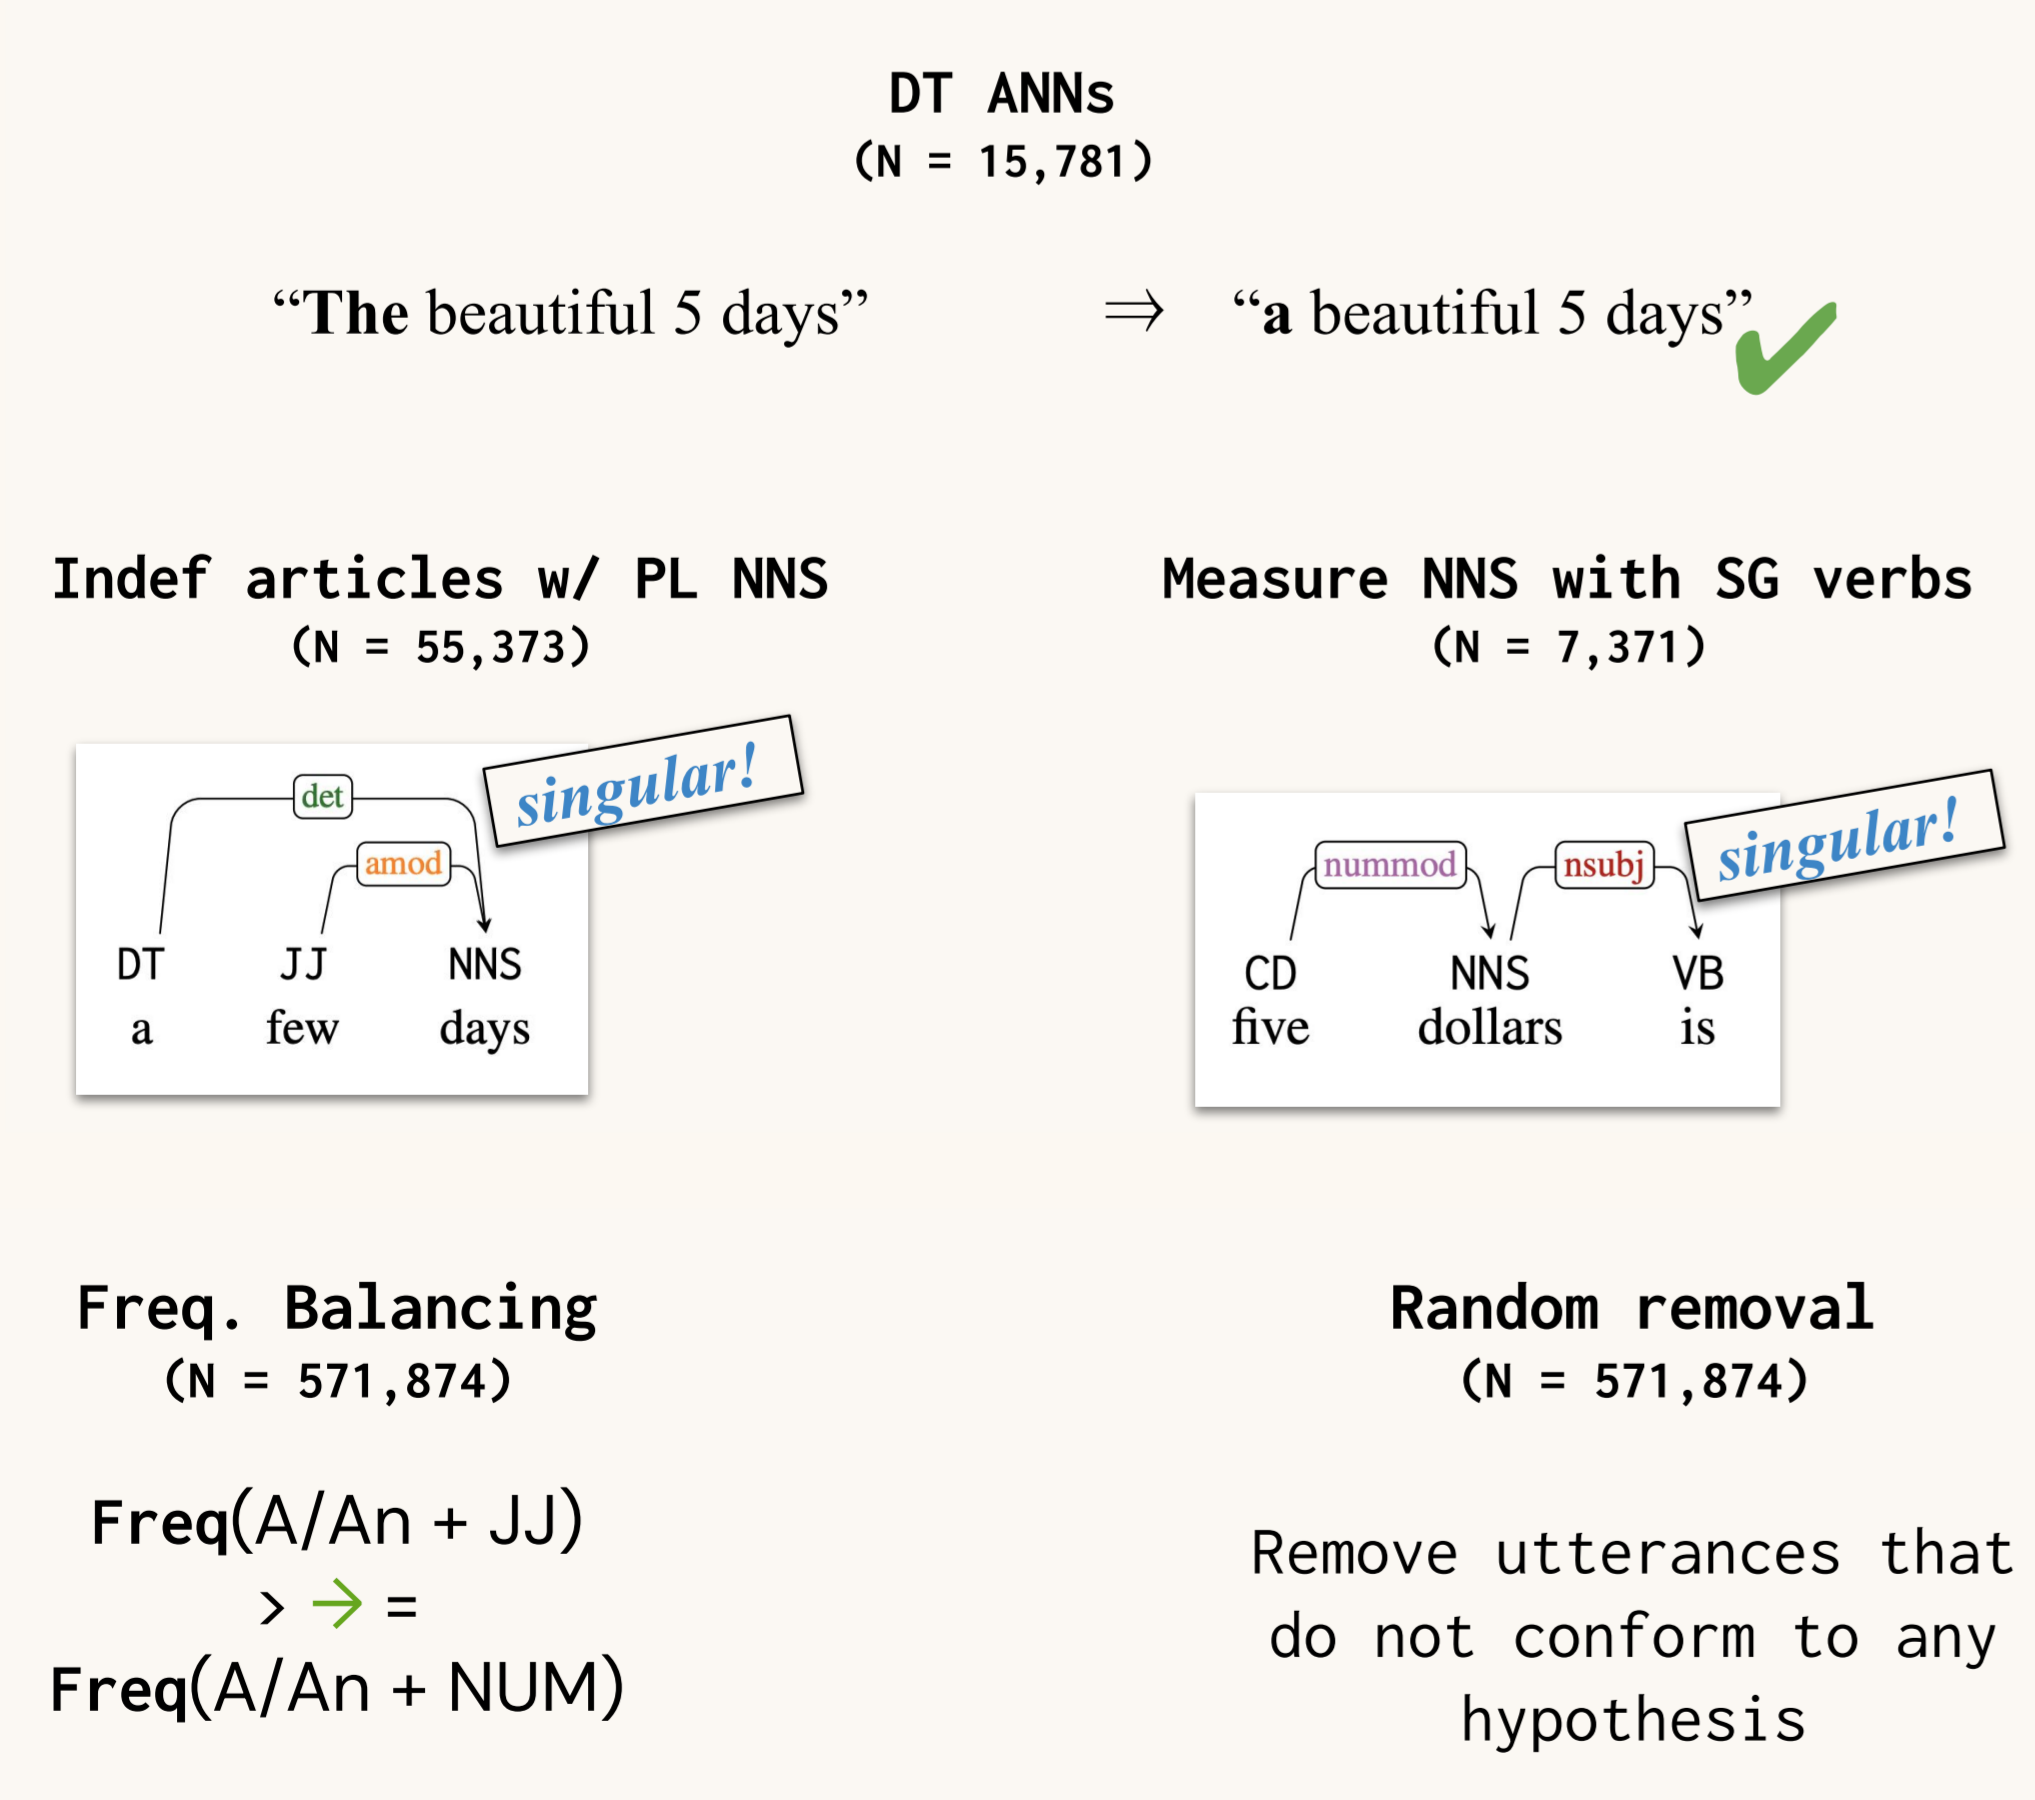 DT ANNs
(N = 15,781)
“The beautiful 5 days” ⇒ “a beautiful 5 days”
Indef articles w/ PL NNS
(N = 55,373)
singular!
det
amod
DT JJ NNS
a few days
Measure NNS with SG verbs
(N = 7,371)
singular!
nummod nsubj
CD NNS VB
five dollars is
Freq. Balancing
(N = 571,874)
Freq(A/An + JJ)
> → =
Freq(A/An + NUM)
Random removal
(N = 571,874)
Remove utterances that
do not conform to any
hypothesis